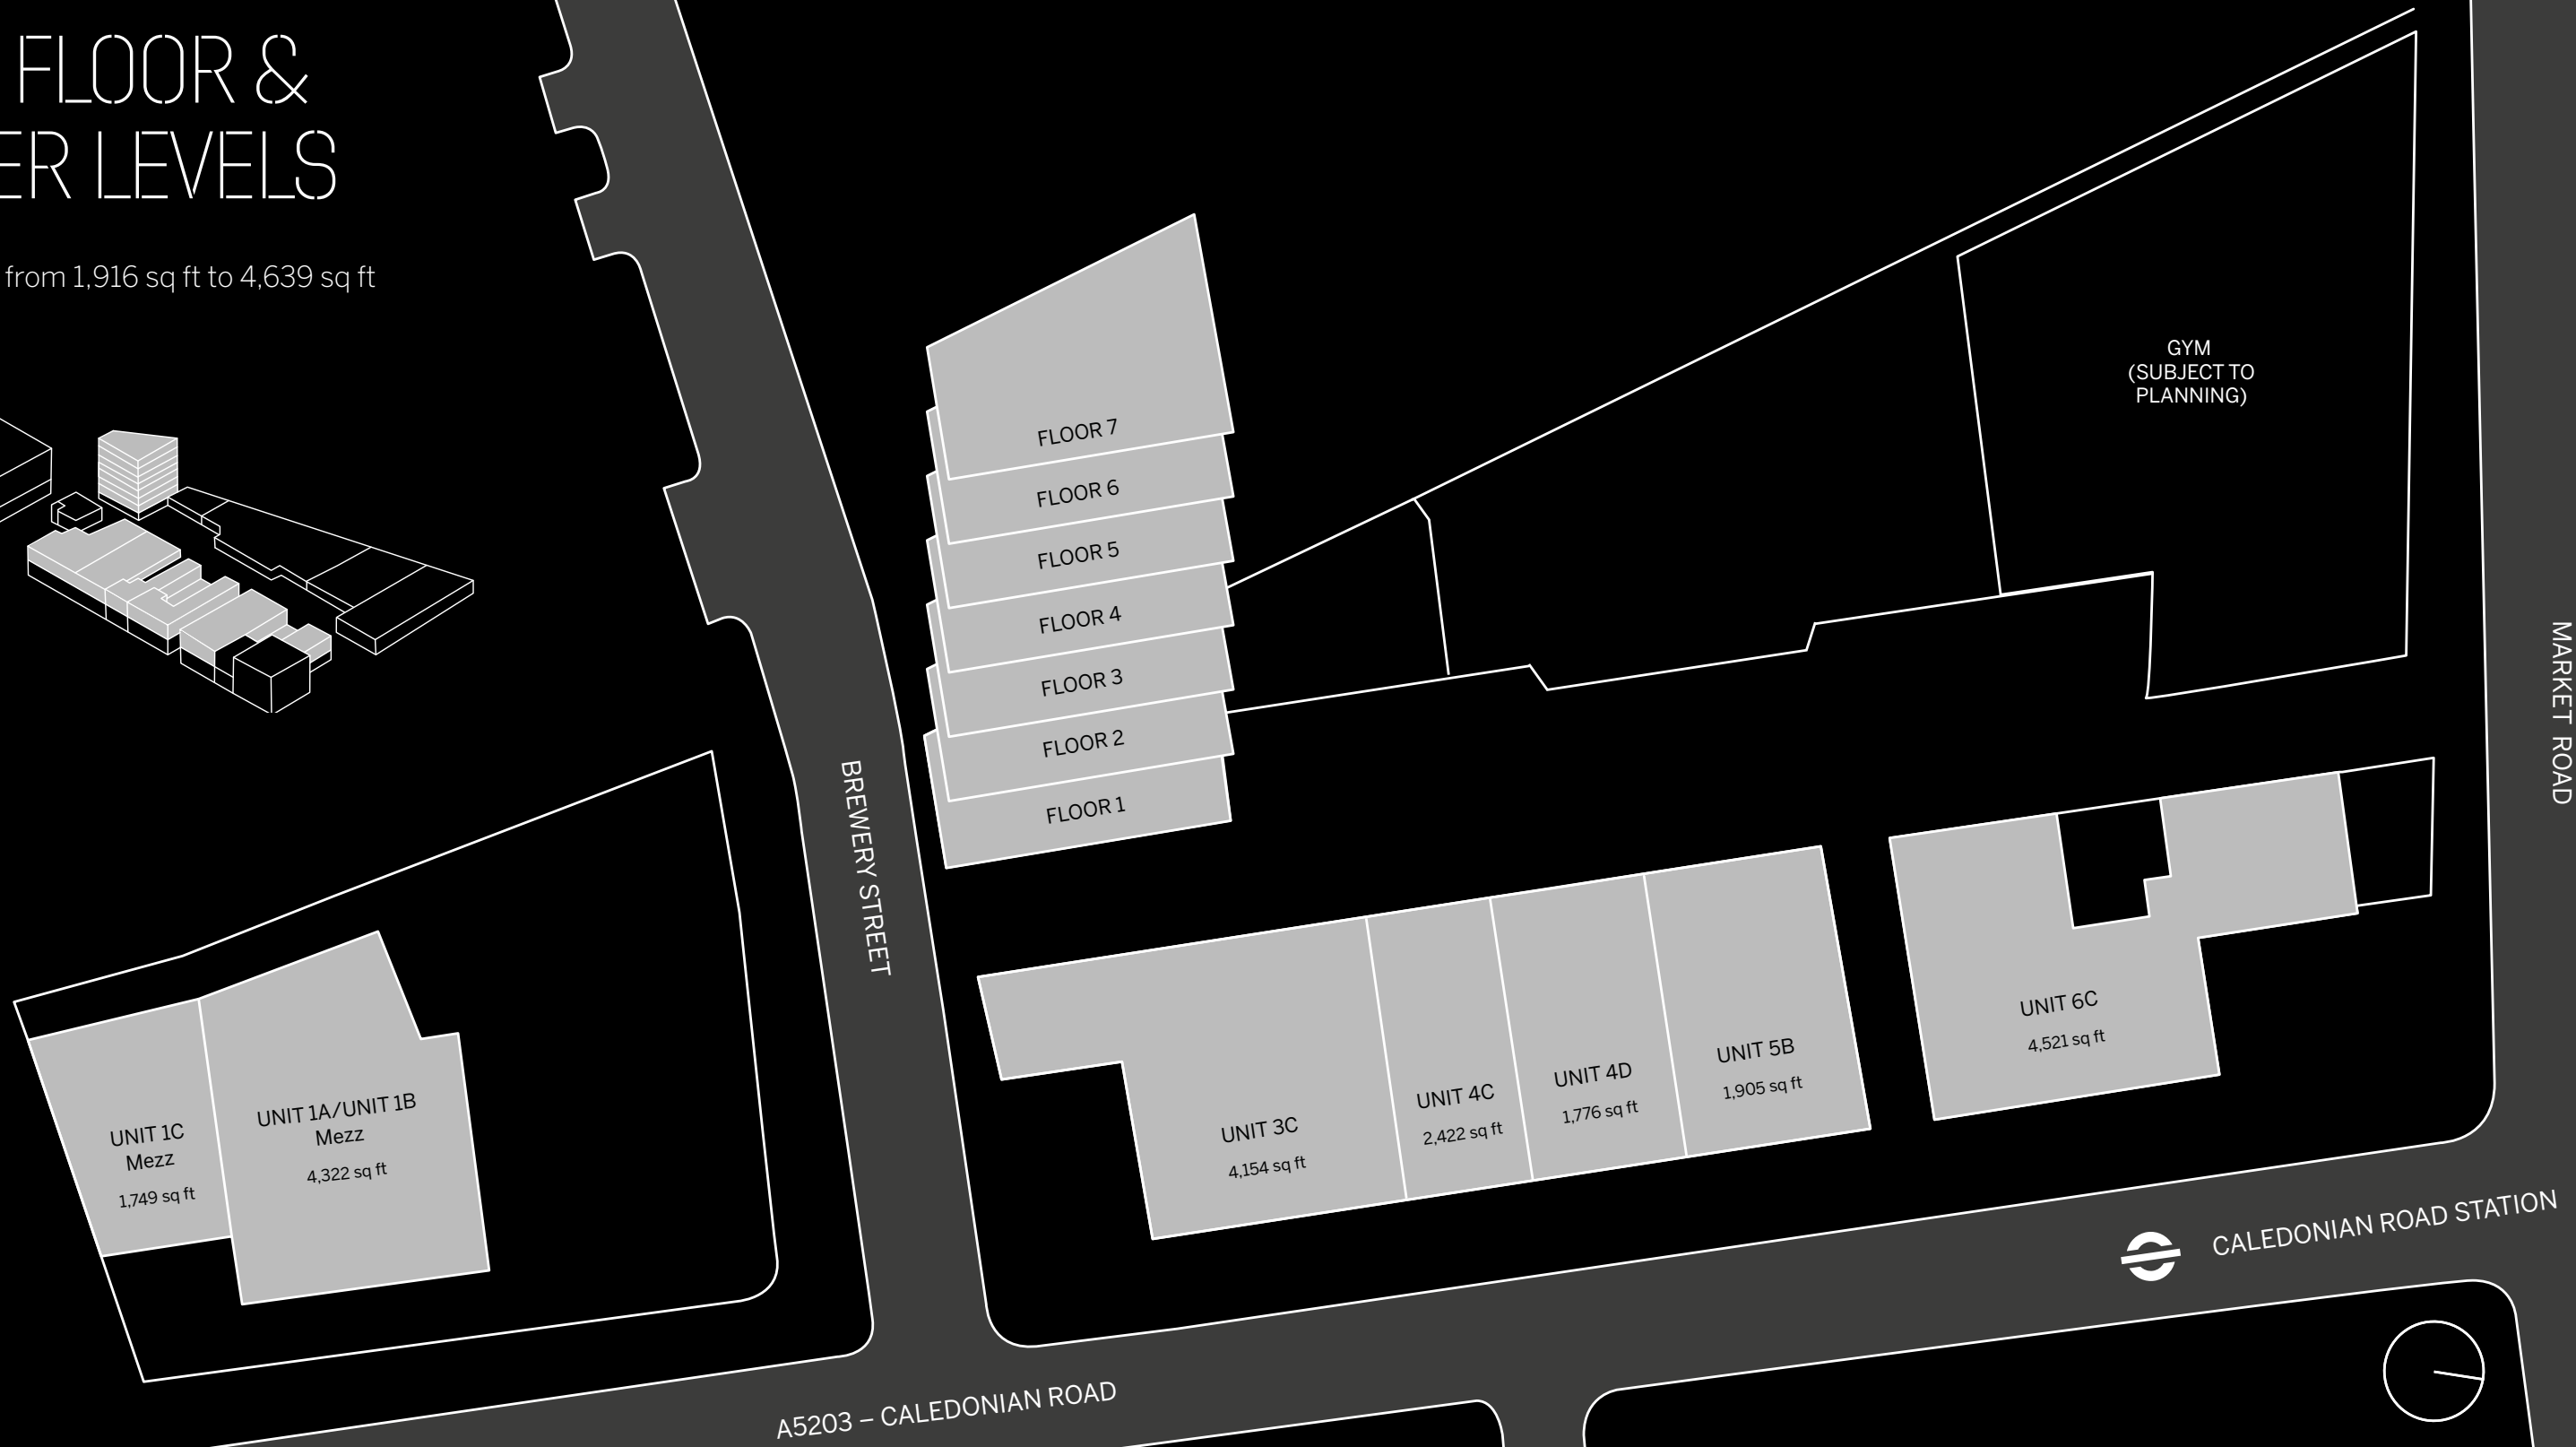 FLOOR &
ER LEVELS
from 1,916 sq ft to 4,639 sq ft
FLOOR 7
FLOOR 6
FLOOR 5
FLOOR 4
FLOOR 3
FLOOR 2
FLOOR 1
GYM
(SUBJECT TO
PLANNING)
MARKET ROAD
BREWERY STREET
UNIT 1C
Mezz
1,749 sq ft
UNIT 1A/UNIT 1B
Mezz
4,322 sq ft
UNIT 3C
4,154 sq ft
UNIT 4C
2,422 sq ft
UNIT 4D
1,776 sq ft
UNIT 5B
1,905 sq ft
UNIT 6C
4,521 sq ft
CALEDONIAN ROAD STATION
A5203 – CALEDONIAN ROAD